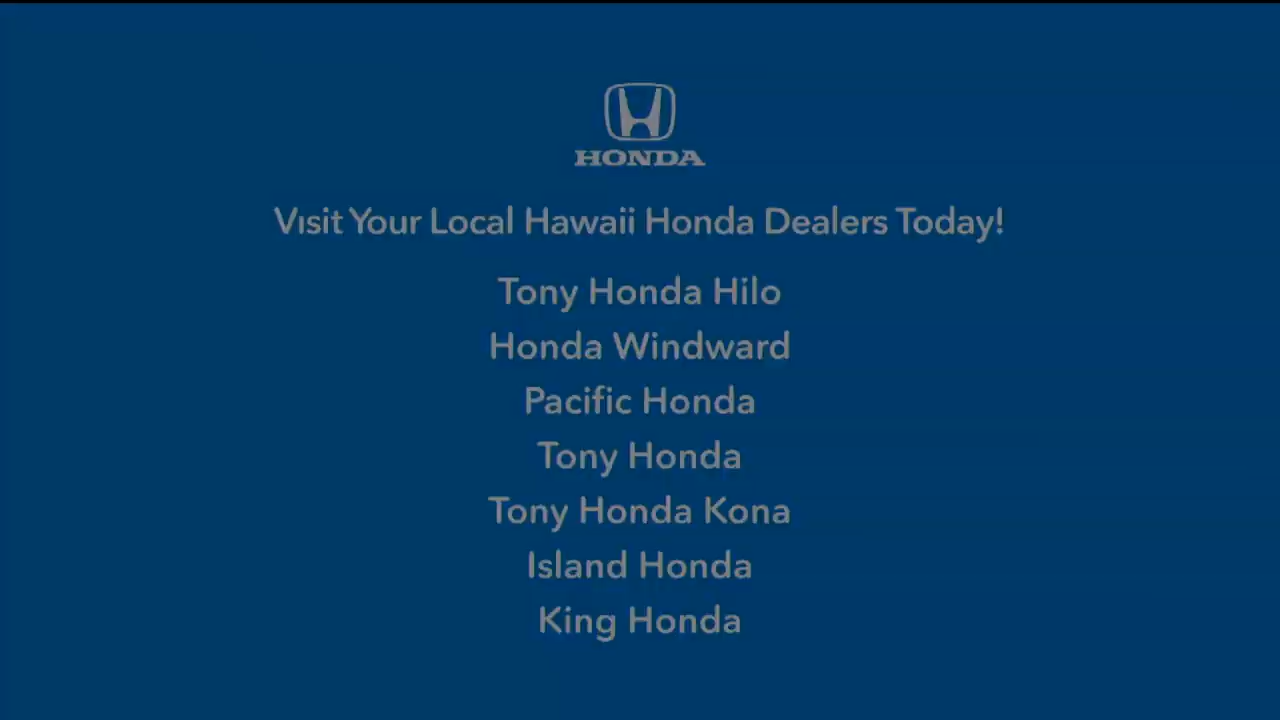 HONDA
Visit Your Local Hawaii Honda Dealers Today!
Tony Honda Hilo
Honda Windward
Pacific Honda
Tony Honda
Tony Honda Kona
Island Honda
King Honda